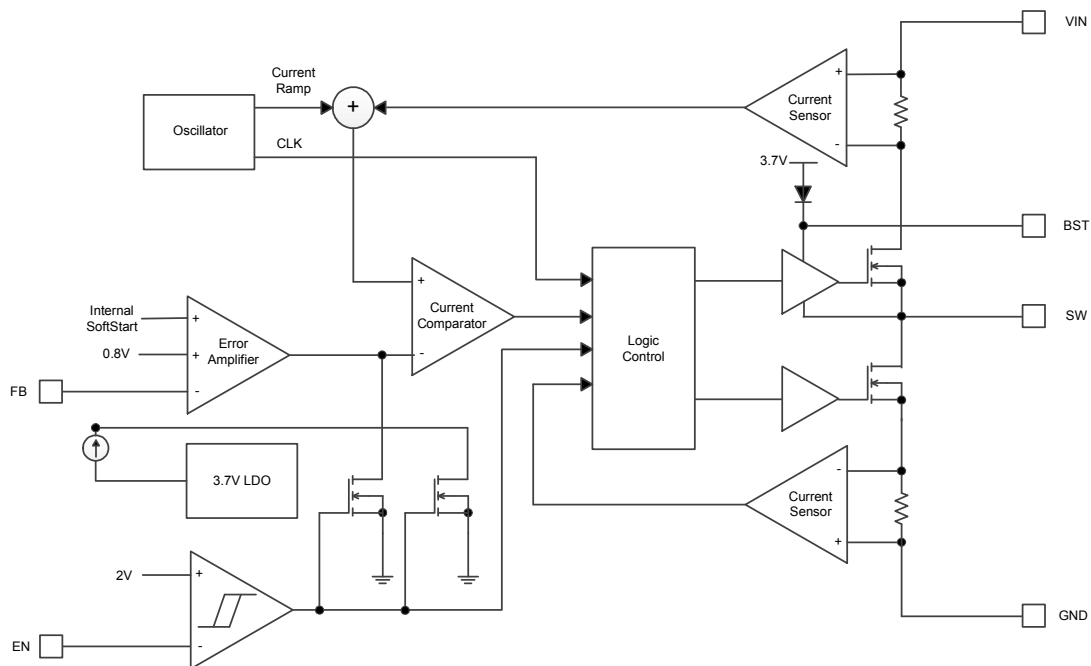 VIN
Current
Ramp
+
+
Current
Sensor
-
Oscillator
CLK
3.7V
BST
+
Current
Comparator
-
Internal
SoftStart
+
0.8V
+
Error
Amplifier
-
FB
Logic
Control
SW
3.7V LDO
-
Current
Sensor
+
2V
+
-
EN
GND